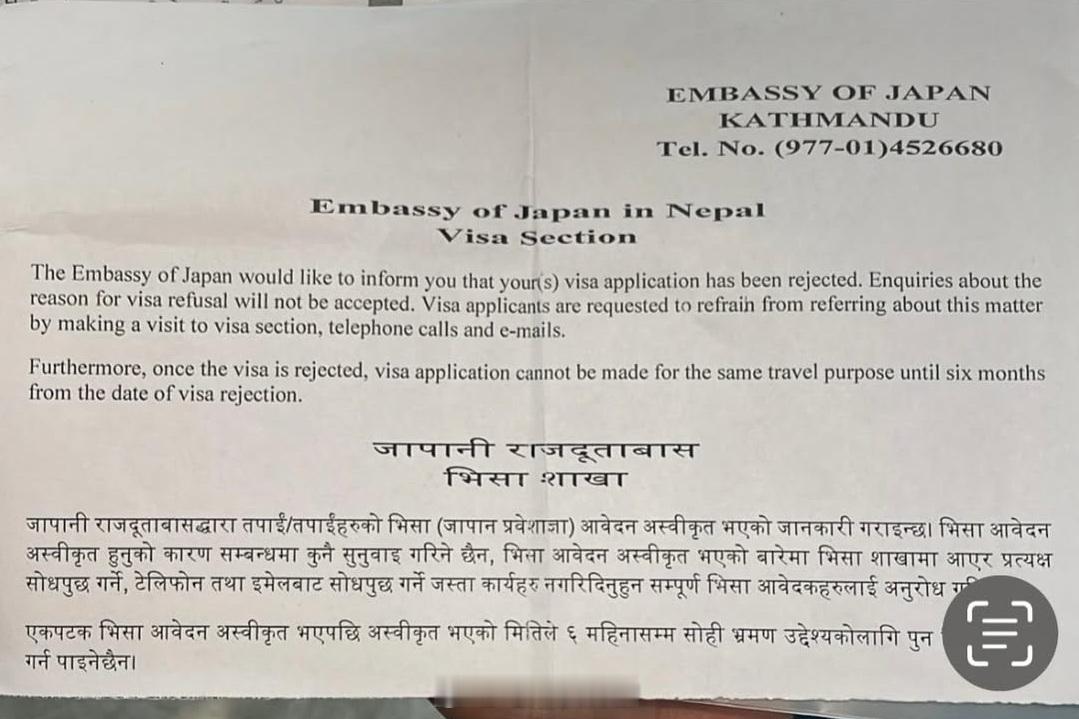 EMBASSY OF JAPAN
KATHMANDU
Tel. No. (977-01)4526680
Embassy of Japan in Nepal
Visa Section
The Embassy of Japan would like to inform you that your(s) visa application has been rejected. Enquiries about the
reason for visa refusal will not be accepted. Visa applicants are requested to refrain from referring about this matter
by making a visit to visa section, telephone calls and e-mails.
Furthermore, once the visa is rejected, visa application cannot be made for the same travel purpose until six months
from the date of visa rejection.
जापानी राजदूताबास
भिसा शाखा
जापानी राजदूताबासद्वारा तपाईं/तपाईंहरुको भिसा (जापान प्रवेशाज्ञा) आवेदन अस्वीकृत भएको जानकारी गराइन्छ। भिसा आवेदन
अस्वीकृत हुनुको कारण सम्बन्धमा कुनै सुनुवाइ गरिने छैन, भिसा आवेदन अस्वीकृत भएको बारेमा भिसा शाखामा आएर प्रत्यक्ष
सोधपुछ गर्ने, टेलिफोन तथा इमेलबाट सोधपुछ गर्ने जस्ता कार्यहरु नगरिदिनुहुन सम्पूर्ण भिसा आवेदकहरुलाई अनुरोध
एकपटक भिसा आवेदन अस्वीकृत भएपछि अस्वीकृत भएको मितिले ६ महिनासम्म सोही भ्रमण उद्देश्यकोलागि पुन
गर्न पाइनेछैन।